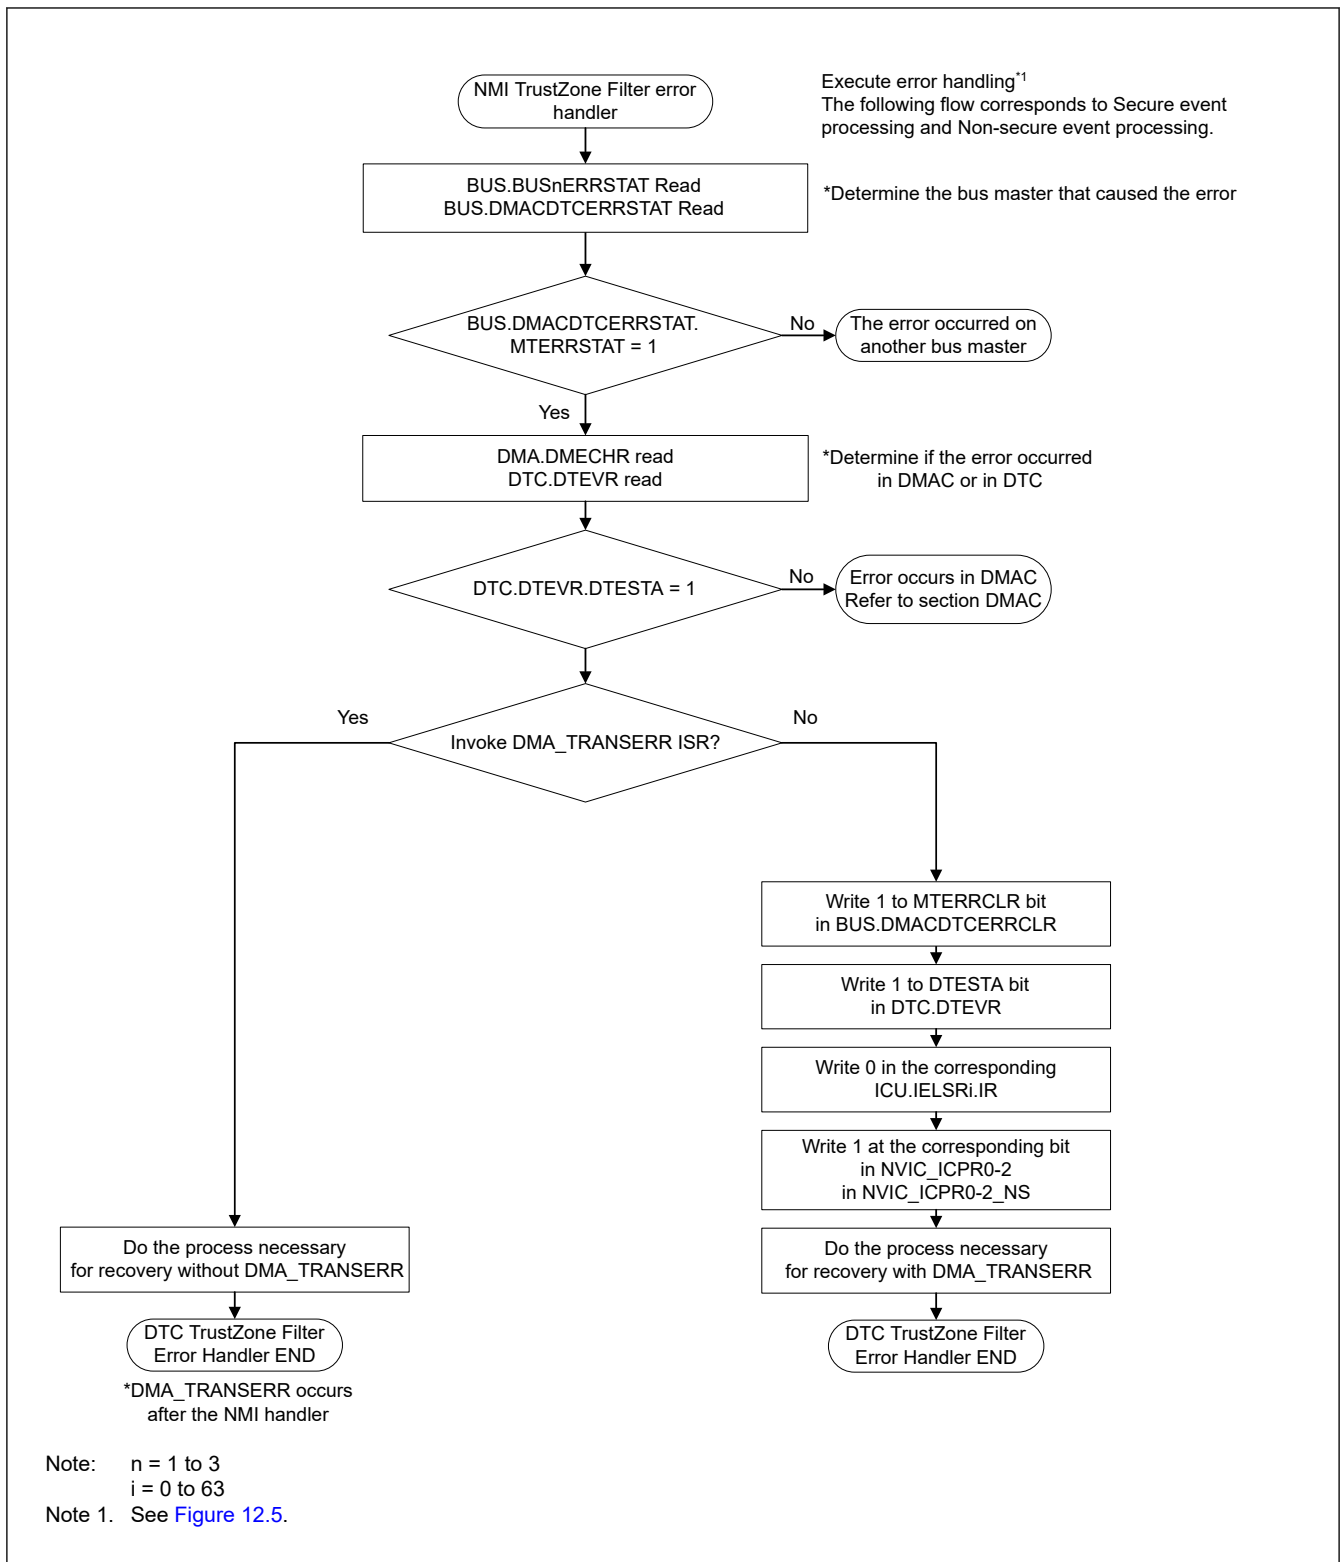 NMI TrustZone Filter error
handler
Execute error handling*1
The following flow corresponds to Secure event
processing and Non-secure event processing.
BUS.BUSnERRSTAT Read
BUS.DMACDTCERRSTAT Read
*Determine the bus master that caused the error
BUS.DMACDTCERRSTAT.
MTERRSTAT = 1
No
The error occurred on
another bus master
Yes
DMA.DMECHR read
DTC.DTEVR read
*Determine if the error occurred
in DMAC or in DTC
DTC.DTEVR.DTESTA = 1
No
Error occurs in DMAC
Refer to section DMAC
Yes
Invoke DMA_TRANSERR ISR?
No
Write 1 to MTERRCLR bit
in BUS.DMACDTCERRCLR
Write 1 to DTESTA bit
in DTC.DTEVR
Write 0 in the corresponding
ICU.IELSRi.IR
Write 1 at the corresponding bit
in NVIC_ICPR0-2
in NVIC_ICPR0-2_NS
Do the process necessary
for recovery without DMA_TRANSERR
Do the process necessary
for recovery with DMA_TRANSERR
DTC TrustZone Filter
Error Handler END
DTC TrustZone Filter
Error Handler END
*DMA_TRANSERR occurs
after the NMI handler
Note: n = 1 to 3
i = 0 to 63
Note 1. See Figure 12.5.